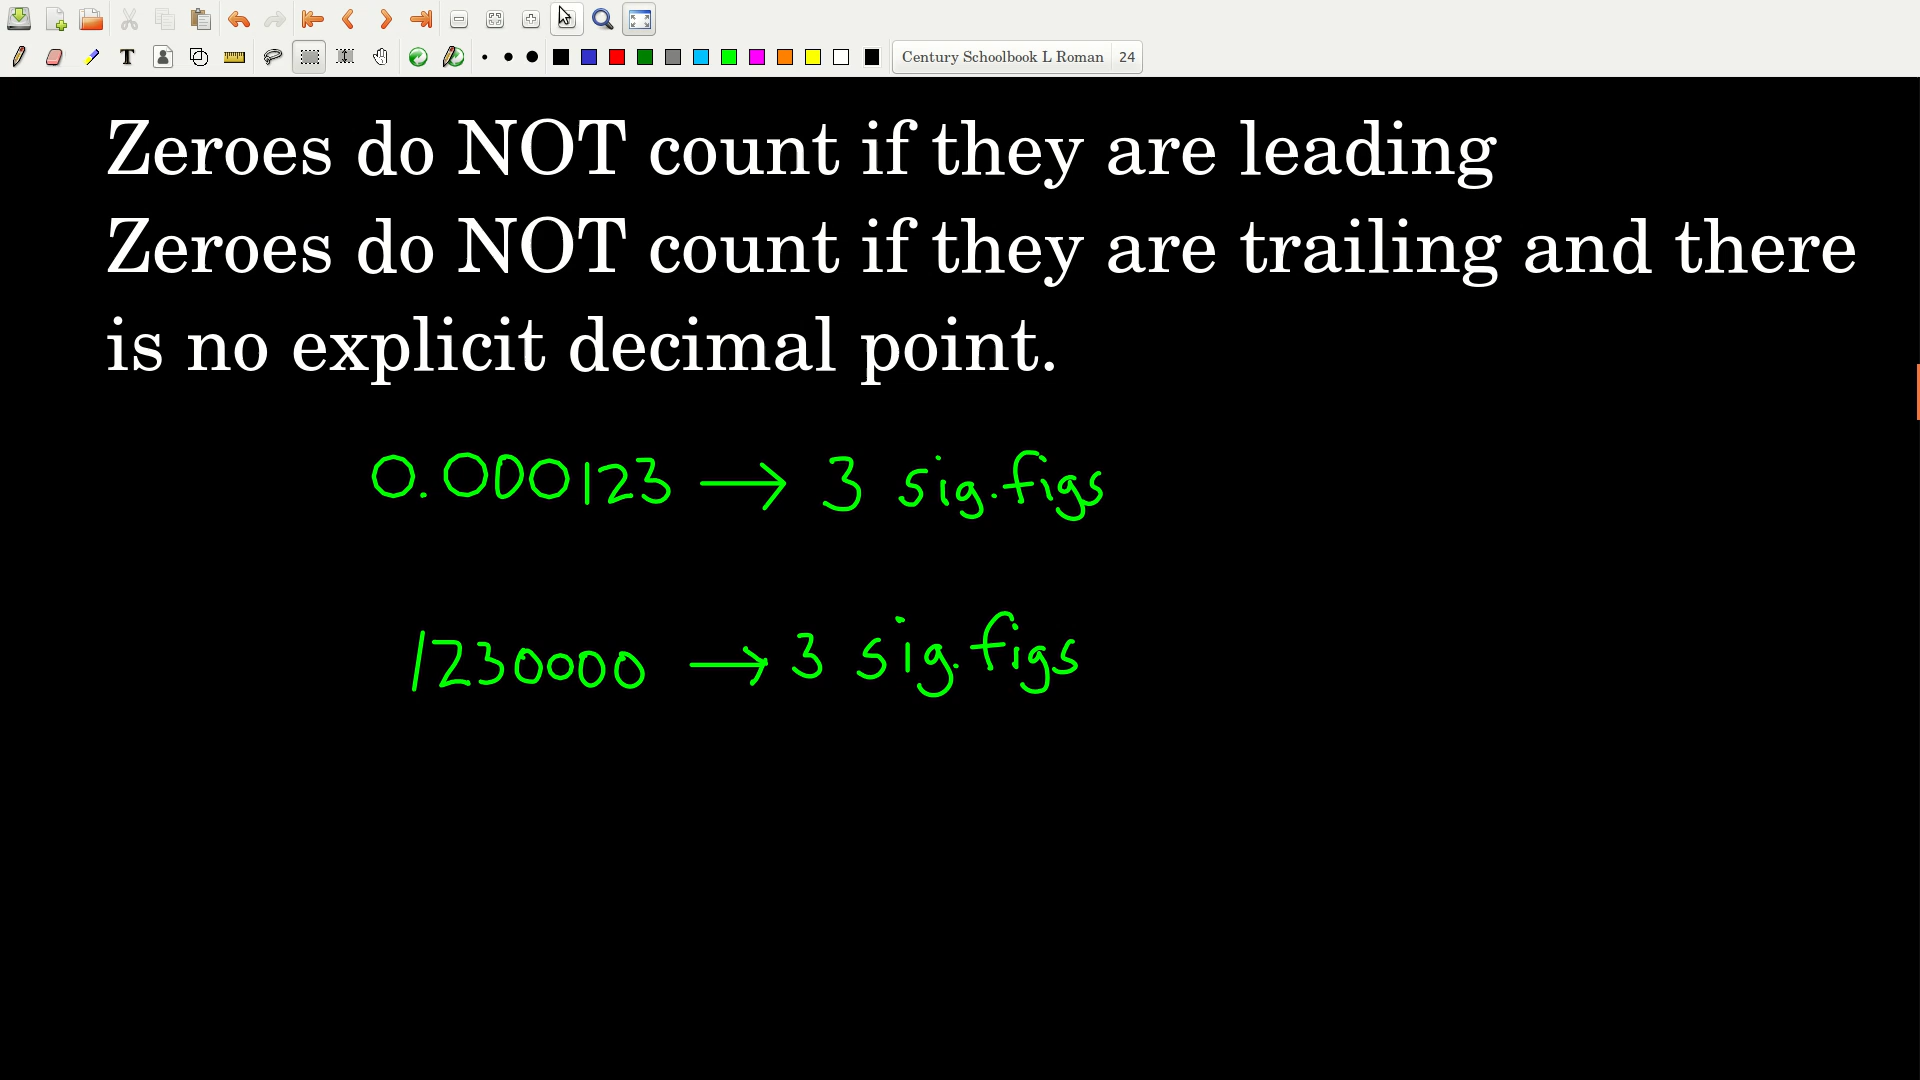 T Century Schoolbook L Roman 24
Zeroes do NOT count if they are leading
Zeroes do NOT count if they are trailing and there
is no explicit decimal point.
0.000123 → 3 sig.figs
1230000 → 3 sig.figs